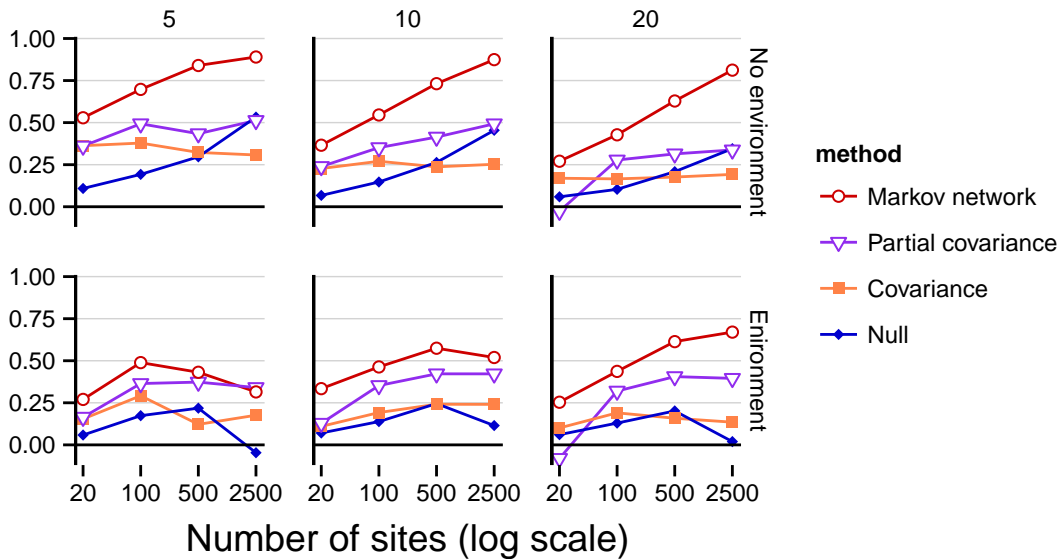 5 10 20
1.00
0.75
0.50
0.25
0.00
No environment
1.00
0.75
0.50
0.25
0.00
Enironment
20 100 500 2500 20 100 500 2500 20 100 500 2500
Number of sites (log scale)
method
Markov network
Partial covariance
Covariance
Null